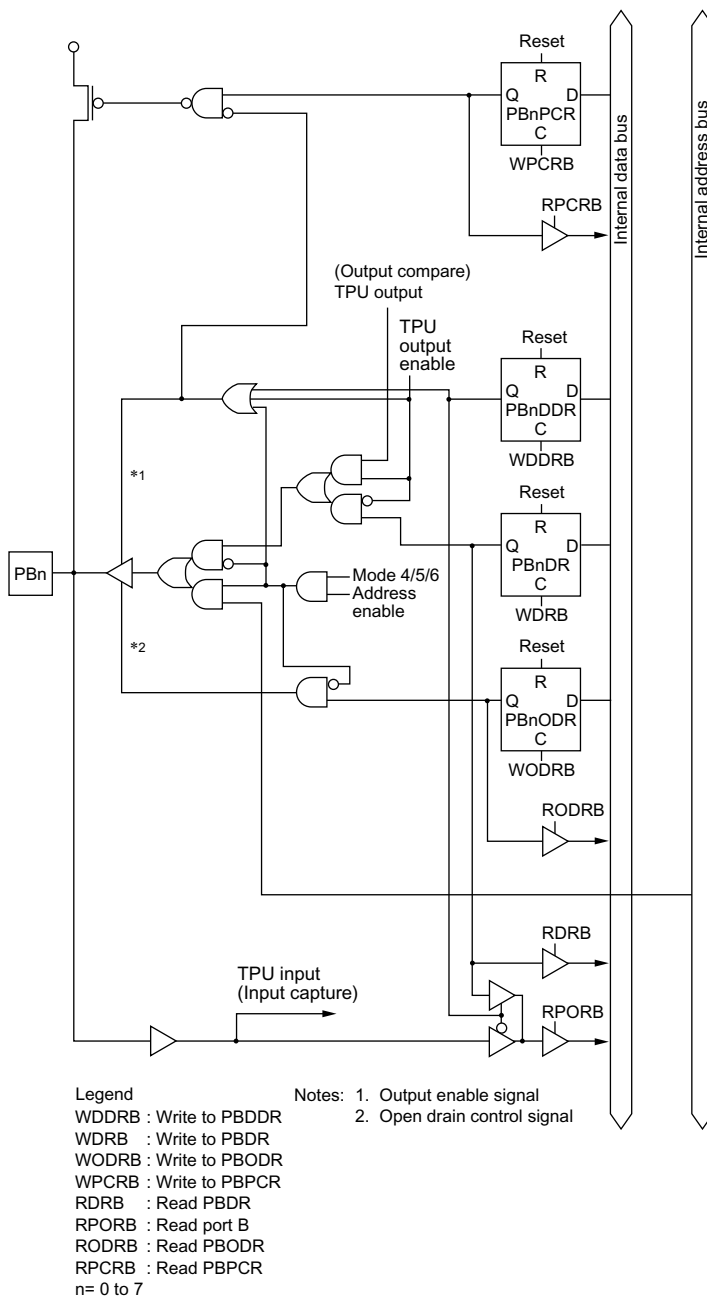 Reset
R
Q D
PBnPCR
C
WPCRB
RPCRB
Internal data bus
Internal address bus
(Output compare)
TPU output
TPU
output
enable
Reset
R
Q D
PBnDDR
C
WDDRB
*1
Reset
R
Q D
PBnDR
C
WDRB
PBn
Mode 4/5/6
Address
enable
*2
Reset
R
Q D
PBnODR
C
WODRB
RODRB
RDRB
TPU input
(Input capture)
RPORB
Legend
WDDRB : Write to PBDDR
WDRB : Write to PBDR
WODRB : Write to PBODR
WPCRB : Write to PBPCR
RDRB : Read PBDR
RPORB : Read port B
RODRB : Read PBODR
RPCRB : Read PBPCR
n= 0 to 7
Notes: 1. Output enable signal
2. Open drain control signal